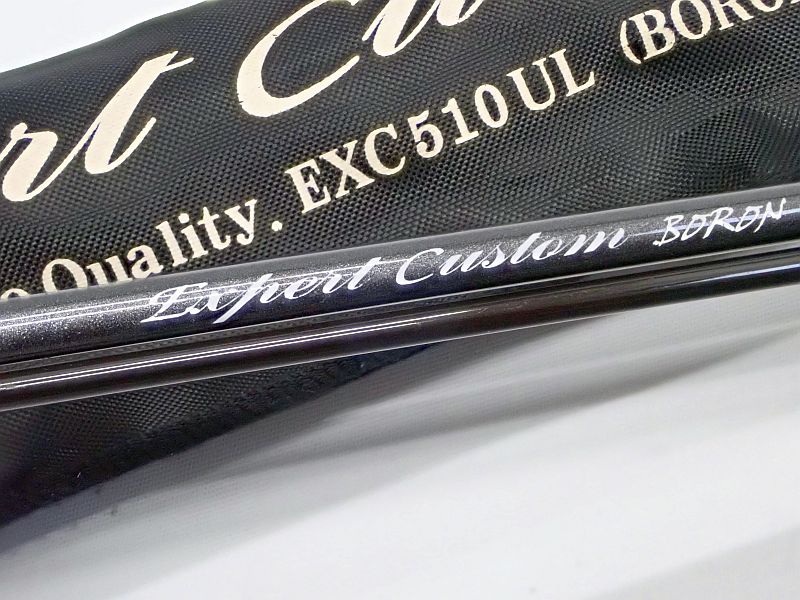 rt Cu
Quality. EXC510UL (BORO
Expert Custom BORON